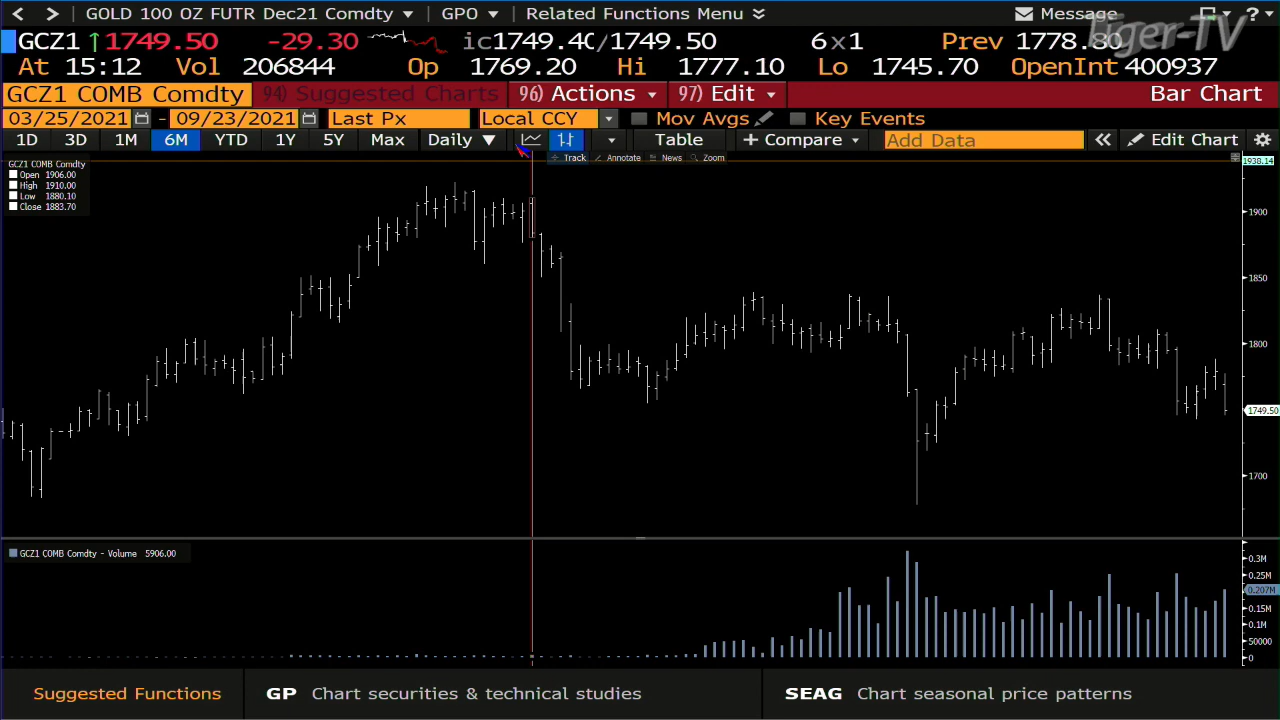 GOLD 100 OZ FUTR Dec21 Comdty GPO Related Functions Menu Message ?
Tiger-TV
GCZ1 ↑1749.50 -29.30 ic1749.40/1749.50 6x1 Prev 1778.80
At 15:12 Vol 206844 Op 1769.20 Hi 1777.10 Lo 1745.70 OpenInt 400937
GCZ1 COMB Comdty 94) Suggested Charts 96) Actions 97) Edit Bar Chart
03/25/2021 - 09/23/2021 Last Px Local CCY Mov Avgs Key Events
1D 3D 1M 6M YTD 1Y 5Y Max Daily ▼ Table + Compare Add Data « Edit Chart
Track Annotate News Zoom
GCZ1 COMB Comdty
Open 1906.00
High 1910.00
Low 1880.10
Close 1883.70
1938.14
1900
1850
1800
1749.50
1700
GCZ1 COMB Comdty - Volume 5906.00
0.3M
0.25M
0.207M
0.15M
0.1M
50000
0
Suggested Functions GP Chart securities & technical studies SEAG Chart seasonal price patterns